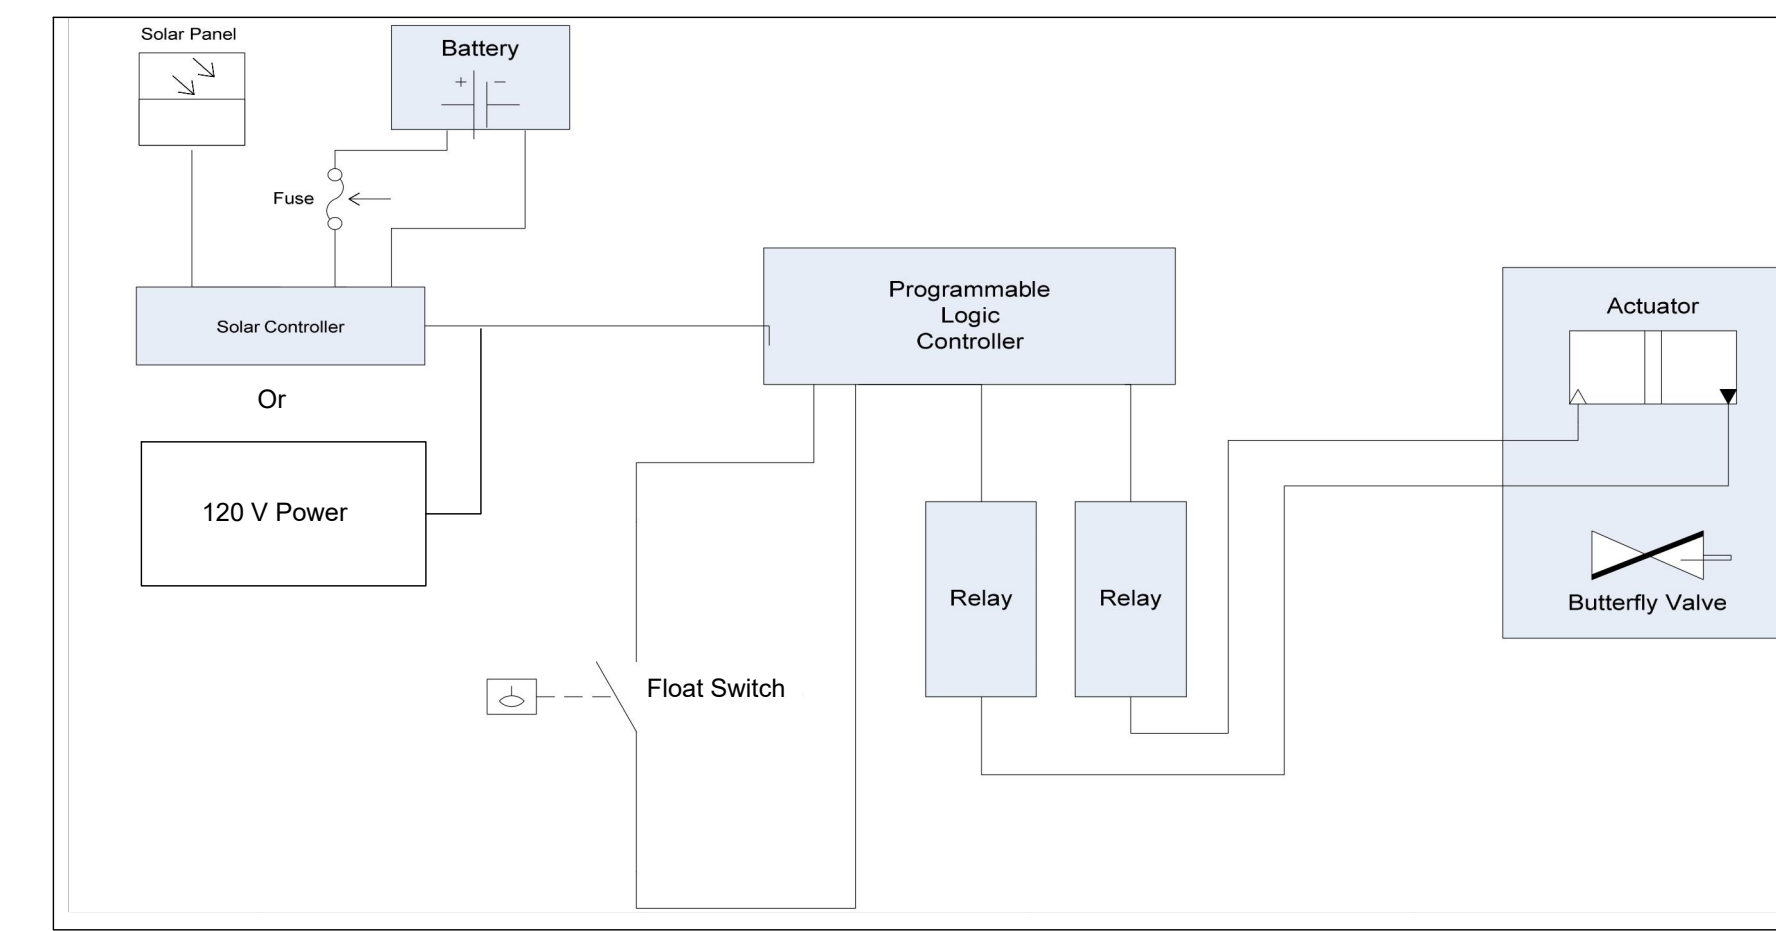 Solar Panel
Battery
+ −
Fuse
Programmable
Logic
Controller
Actuator
Solar Controller
Or
120 V Power
Relay
Relay
Butterfly Valve
Float Switch